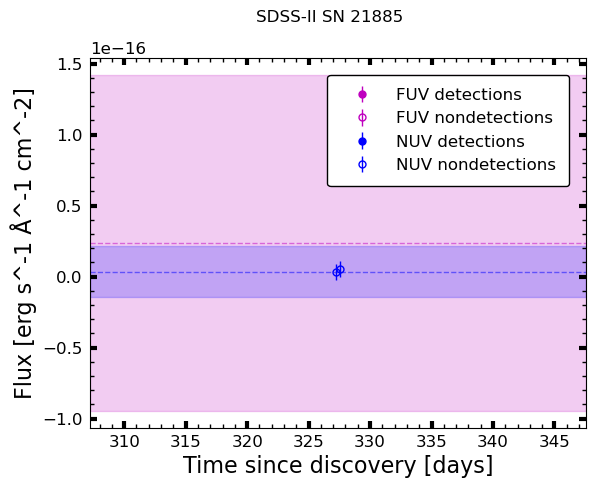 SDSS-II SN 21885
1e−16
1.5
1.0
0.5
0.0
−0.5
−1.0
Flux [erg s^-1 Å^-1 cm^-2]
FUV detections
FUV nondetections
NUV detections
NUV nondetections
310 315 320 325 330 335 340 345
Time since discovery [days]